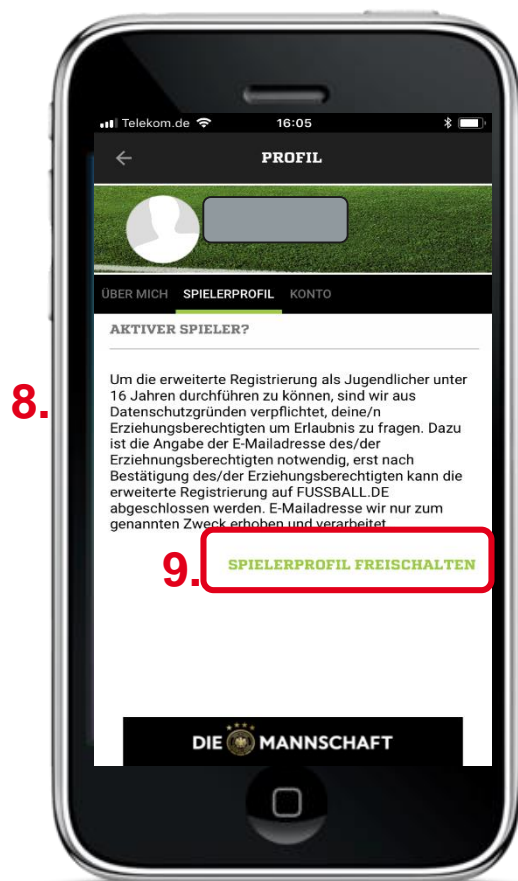 Telekom.de 16:05
PROFIL
ÜBER MICH SPIELERPROFIL KONTO
AKTIVER SPIELER?
8.
Um die erweiterte Registrierung als Jugendlicher unter
16 Jahren durchführen zu können, sind wir aus
Datenschutzgründen verpflichtet, deine/n
Erziehungsberechtigten um Erlaubnis zu fragen. Dazu
ist die Angabe der E-Mailadresse des/der
Erziehnungsberechtigten notwendig, erst nach
Bestätigung des/der Erziehungsberechtigten kann die
erweiterte Registrierung auf FUSSBALL.DE
abgeschlossen werden. E-Mailadresse wir nur zum
genannten Zweck erhoben und verarbeitet
9.
SPIELERPROFIL FREISCHALTEN
DIE MANNSCHAFT